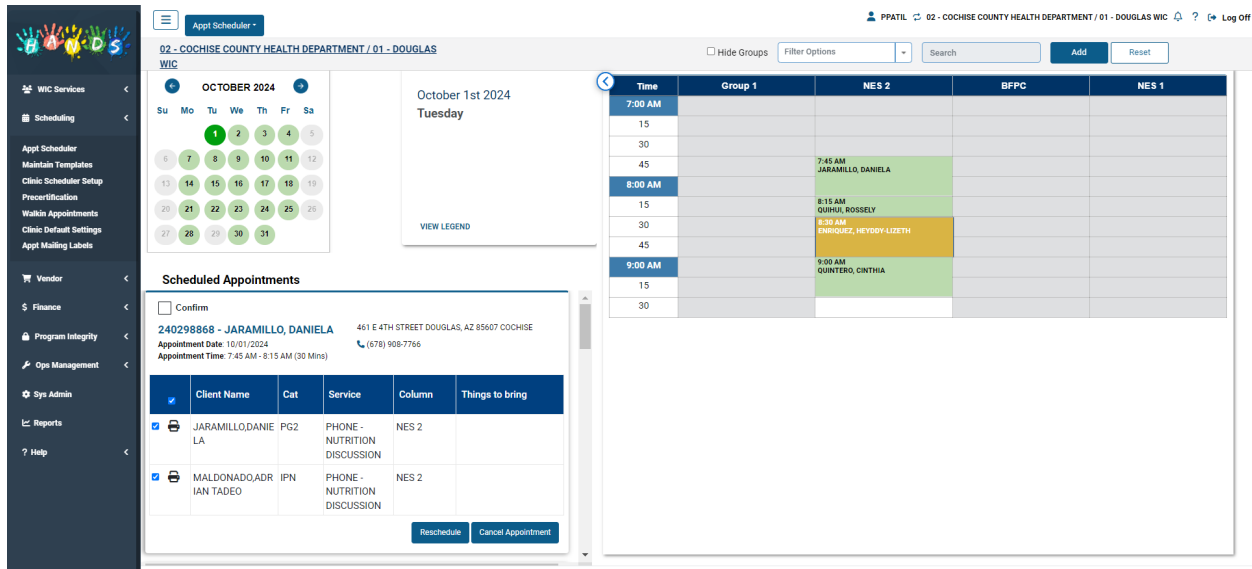 HANDS
Appt Scheduler
PPATIL 02 - COCHISE COUNTY HEALTH DEPARTMENT / 01 - DOUGLAS WIC ? Log Off
02 - COCHISE COUNTY HEALTH DEPARTMENT / 01 - DOUGLAS
WIC
Hide Groups Filter Options Search Add Reset
WIC Services
Scheduling
Appt Scheduler
Maintain Templates
Clinic Scheduler Setup
Precertification
Walkin Appointments
Clinic Default Settings
Appt Mailing Labels
Vendor
$ Finance
Program Integrity
Ops Management
Sys Admin
Reports
? Help
OCTOBER 2024
Su Mo Tu We Th Fr Sa
1 2 3 4 5
6 7 8 9 10 11 12
13 14 15 16 17 18 19
20 21 22 23 24 25 26
27 28 29 30 31
October 1st 2024
Tuesday
VIEW LEGEND
Scheduled Appointments
Confirm
240298868 - JARAMILLO, DANIELA
Appointment Date: 10/01/2024
Appointment Time: 7:45 AM - 8:15 AM (30 Mins)
461 E 4TH STREET DOUGLAS, AZ 85607 COCHISE
(678) 908-7766
Client Name Cat Service Column Things to bring
JARAMILLO,DANIE PG2 PHONE - NES 2
LA NUTRITION
DISCUSSION
MALDONADO,ADR IPN PHONE - NES 2
IAN TADEO NUTRITION
DISCUSSION
Reschedule Cancel Appointment
Time Group 1 NES 2 BFPC NES 1
7:00 AM
15
30
45 7:45 AM
JARAMILLO, DANIELA
8:00 AM
15 8:15 AM
QUIHUI, ROSSELY
30 8:30 AM
ENRIQUEZ, HEYDDY-LIZETH
45
9:00 AM 9:00 AM
QUINTERO, CINTHIA
15
30